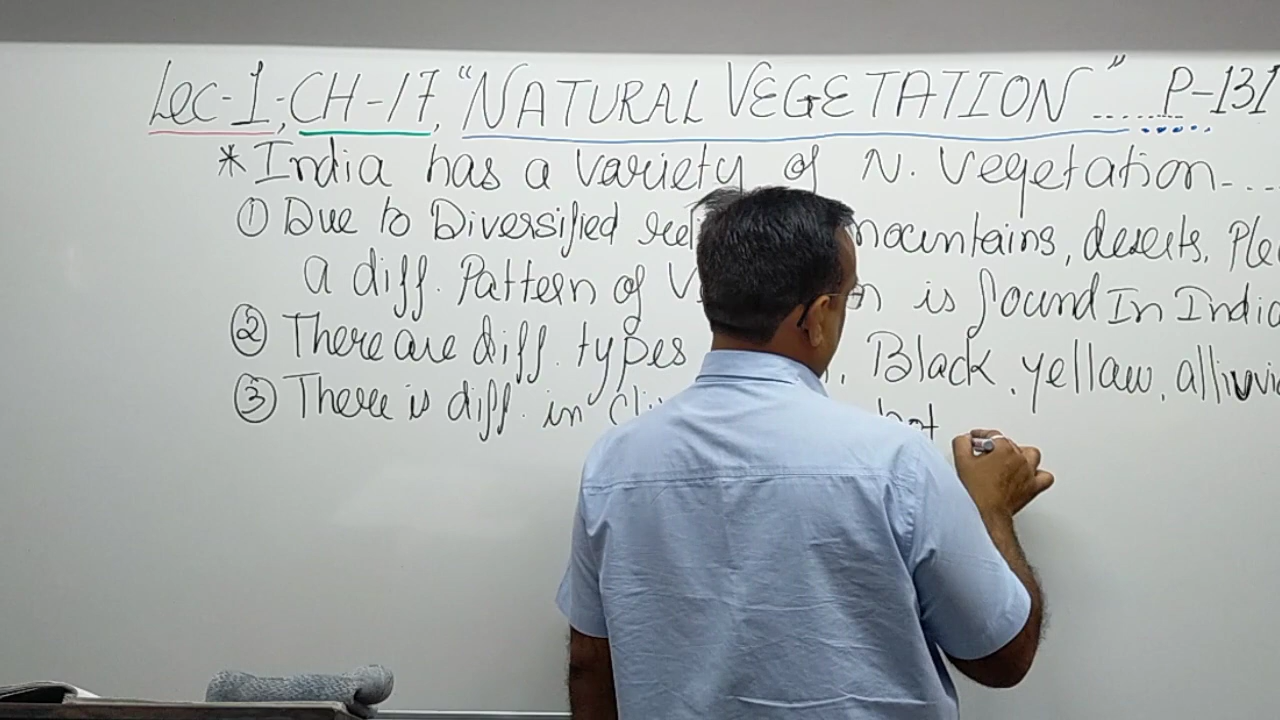 Lec-1, CH-17, "NATURAL VEGETATION" ........ P-131
* India has a variety of N. Vegetation-...
① Due to Diversified mountains, deserts,
a diff. Pattern of is found In
② There are diff. types Black, yellow,
③ There is diff. in hot